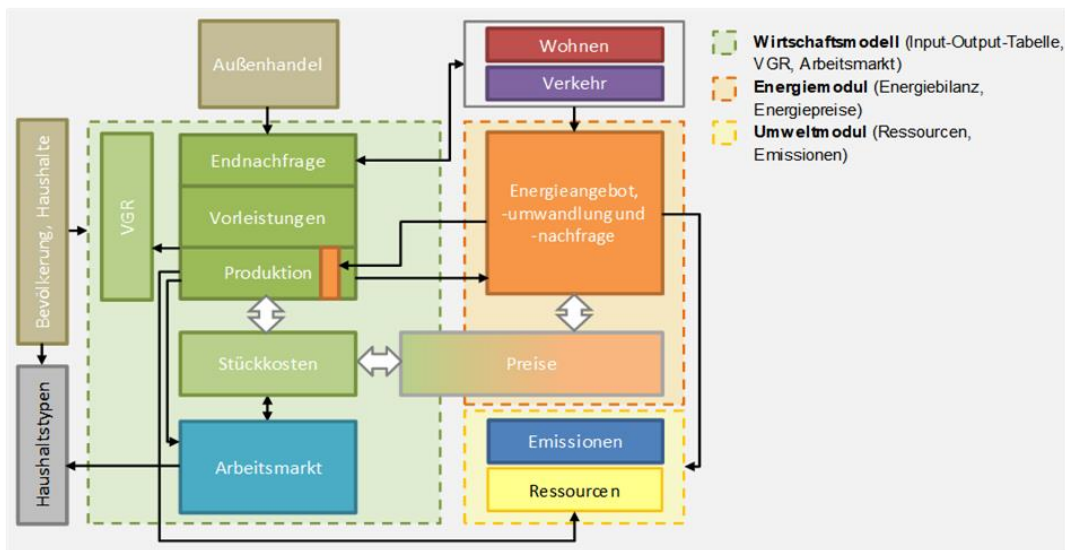 Außenhandel
Wohnen
Verkehr
Wirtschaftsmodell (Input-Output-Tabelle,
VGR, Arbeitsmarkt)
Energiemodul (Energiebilanz,
Energiepreise)
Umweltmodul (Ressourcen,
Emissionen)
Bevölkerung, Haushalte
VGR
Endnachfrage
Vorleistungen
Produktion
Energieangebot,
-umwandlung und
-nachfrage
Stückkosten
Preise
Haushaltstypen
Arbeitsmarkt
Emissionen
Ressourcen